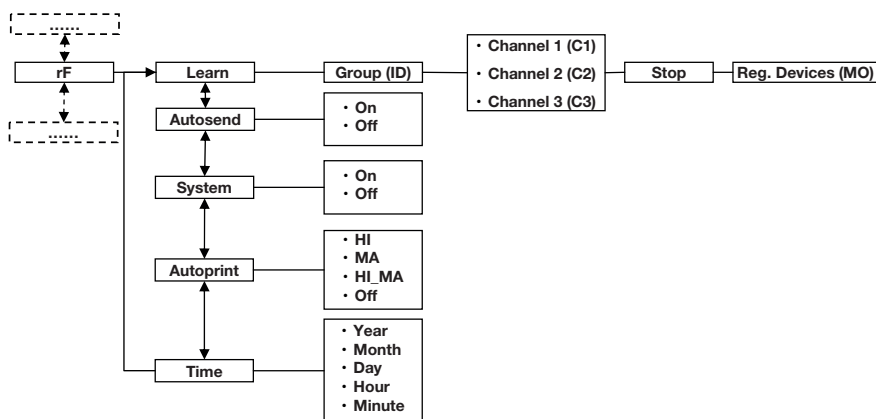 ......
rF
......
Learn
Group (ID)
• Channel 1 (C1)
• Channel 2 (C2)
• Channel 3 (C3)
Stop
Reg. Devices (MO)
Autosend
• On
• Off
System
• On
• Off
Autoprint
• HI
• MA
• HI_MA
• Off
Time
• Year
• Month
• Day
• Hour
• Minute